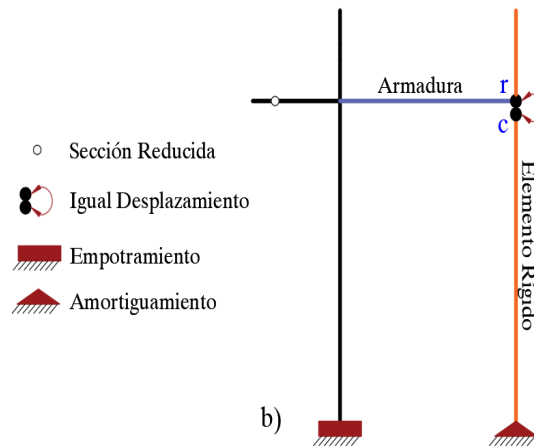 Armadura
r
c
Sección Reducida
Igual Desplazamiento
Empotramiento
Amortiguamiento
Elemento Rígido
b)